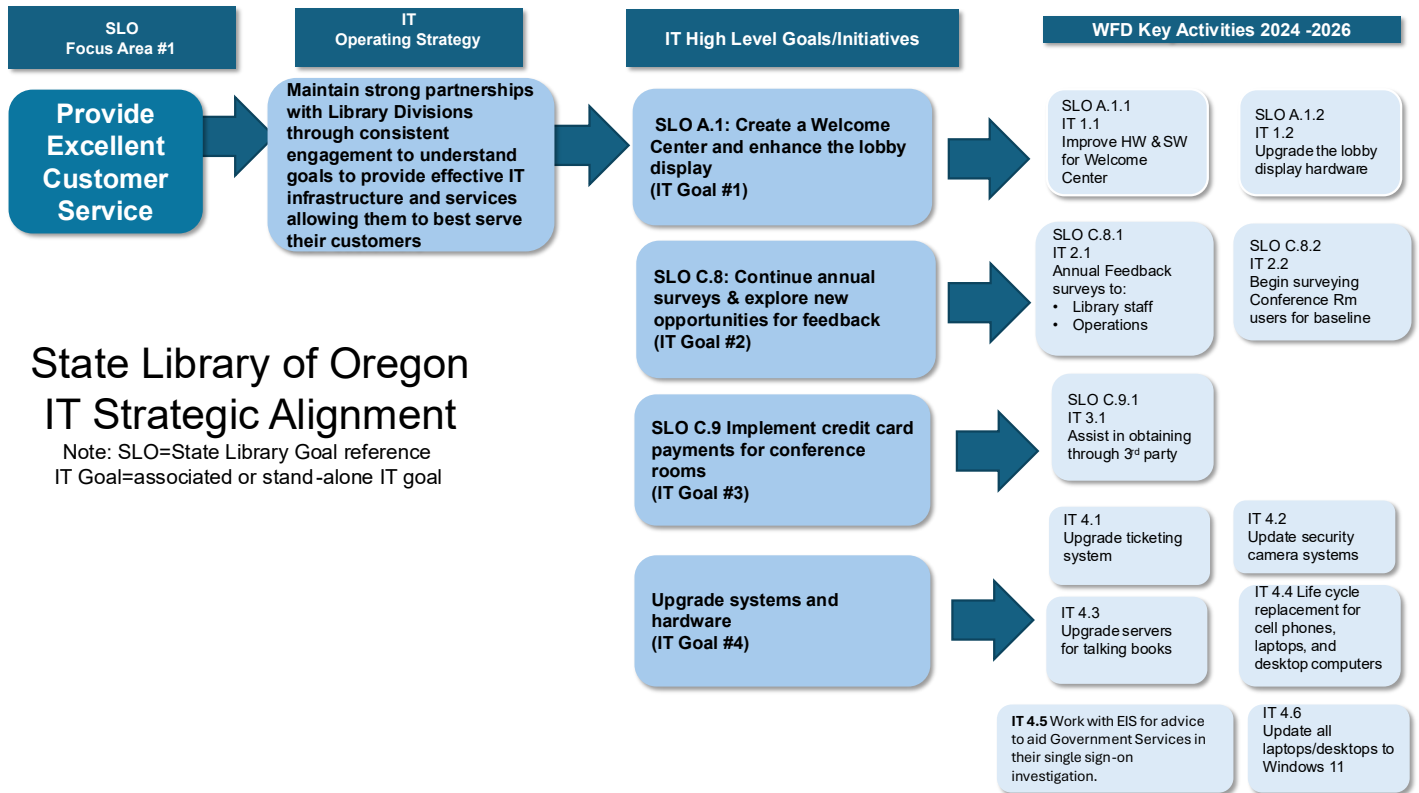 SLO
Focus Area #1
IT
Operating Strategy
IT High Level Goals/Initiatives
WFD Key Activities 2024 -2026
Provide
Excellent
Customer
Service
Maintain strong partnerships
with Library Divisions
through consistent
engagement to understand
goals to provide effective IT
infrastructure and services
allowing them to best serve
their customers
SLO A.1: Create a Welcome
Center and enhance the lobby
display
(IT Goal #1)
SLO A.1.1
IT 1.1
Improve HW & SW
for Welcome
Center
SLO A.1.2
IT 1.2
Upgrade the lobby
display hardware
SLO C.8: Continue annual
surveys & explore new
opportunities for feedback
(IT Goal #2)
SLO C.8.1
IT 2.1
Annual Feedback
surveys to:
• Library staff
• Operations
SLO C.8.2
IT 2.2
Begin surveying
Conference Rm
users for baseline
State Library of Oregon
IT Strategic Alignment
Note: SLO=State Library Goal reference
IT Goal=associated or stand-alone IT goal
SLO C.9 Implement credit card
payments for conference
rooms
(IT Goal #3)
SLO C.9.1
IT 3.1
Assist in obtaining
through 3rd party
Upgrade systems and
hardware
(IT Goal #4)
IT 4.1
Upgrade ticketing
system
IT 4.2
Update security
camera systems
IT 4.3
Upgrade servers
for talking books
IT 4.4 Life cycle
replacement for
cell phones,
laptops, and
desktop computers
IT 4.5 Work with EIS for advice
to aid Government Services in
their single sign-on
investigation.
IT 4.6
Update all
laptops/desktops to
Windows 11